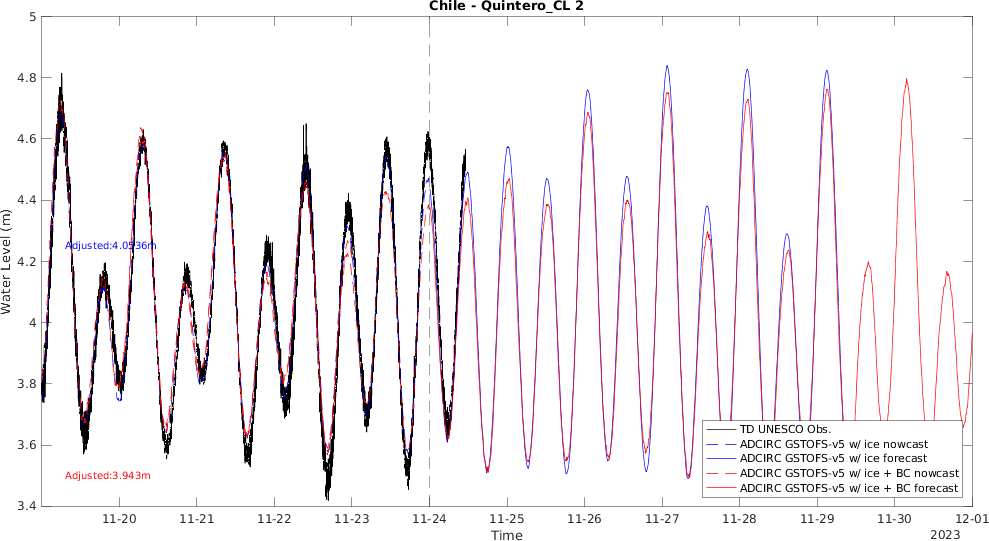 Chile - Quintero_CL 2
Water Level (m)
5
4.8
4.6
4.4
4.2
4
3.8
3.6
3.4
Adjusted:4.0536m
Adjusted:3.943m
TD UNESCO Obs.
ADCIRC GSTOFS-v5 w/ ice nowcast
ADCIRC GSTOFS-v5 w/ ice forecast
ADCIRC GSTOFS-v5 w/ ice + BC nowcast
ADCIRC GSTOFS-v5 w/ ice + BC forecast
11-20 11-21 11-22 11-23 11-24 11-25 11-26 11-27 11-28 11-29 11-30 12-01
Time
2023